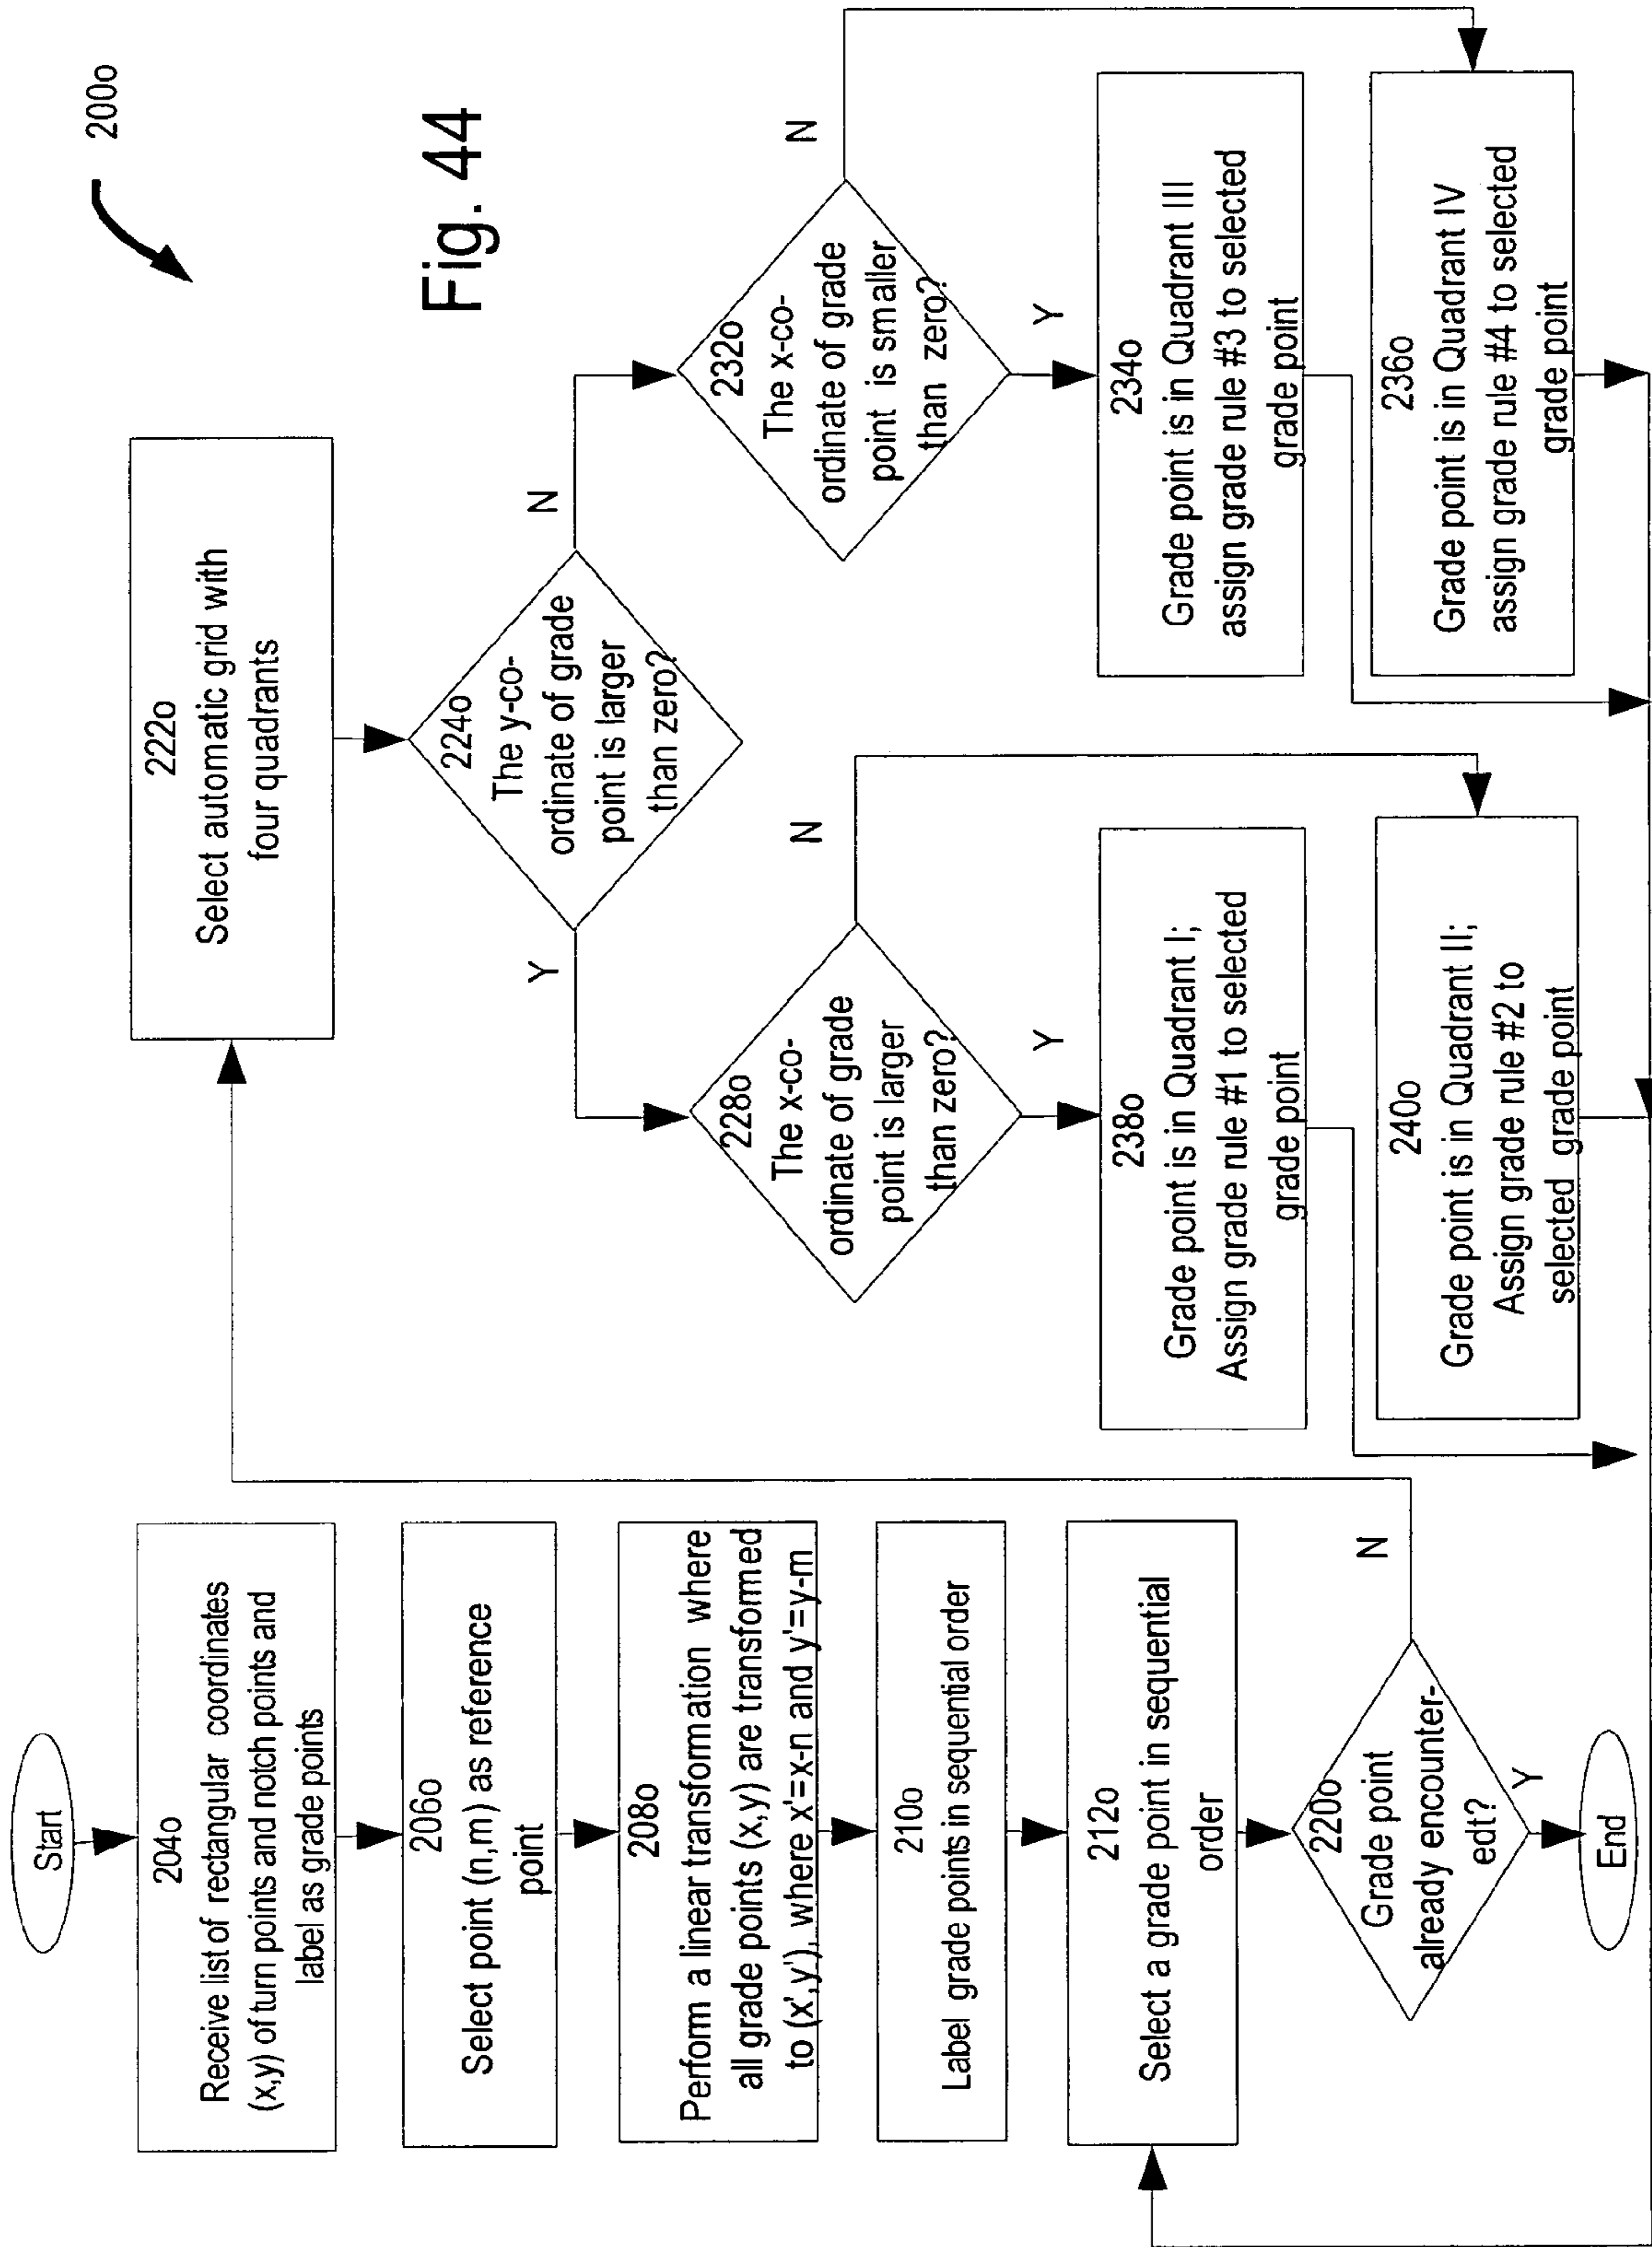 200o
Fig. 44
Start
204o
Receive list of rectangular coordinates
(x,y) of turn points and notch points and
label as grade points
206o
Select point (n,m) as reference
point
208o
Perform a linear transformation where
all grade points (x,y) are transformed
to (x',y'), where x'=x-n and y'=y-m
210o
Label grade points in sequential order
212o
Select a grade point in sequential
order
220o
Grade point
already encounter-
edt?
N
Y
End
222o
Select automatic grid with
four quadrants
224o
The y-co-
ordinate of grade
point is larger
than zero?
Y
N
228o
The x-co-
ordinate of grade
point is larger
than zero?
N
Y
238o
Grade point is in Quadrant I;
Assign grade rule #1 to selected
grade point
240o
Grade point is in Quadrant II;
Assign grade rule #2 to
selected grade point
232o
The x-co-
ordinate of grade
point is smaller
than zero?
N
Y
234o
Grade point is in Quadrant III
assign grade rule #3 to selected
grade point
236o
Grade point is in Quadrant IV
assign grade rule #4 to selected
grade point